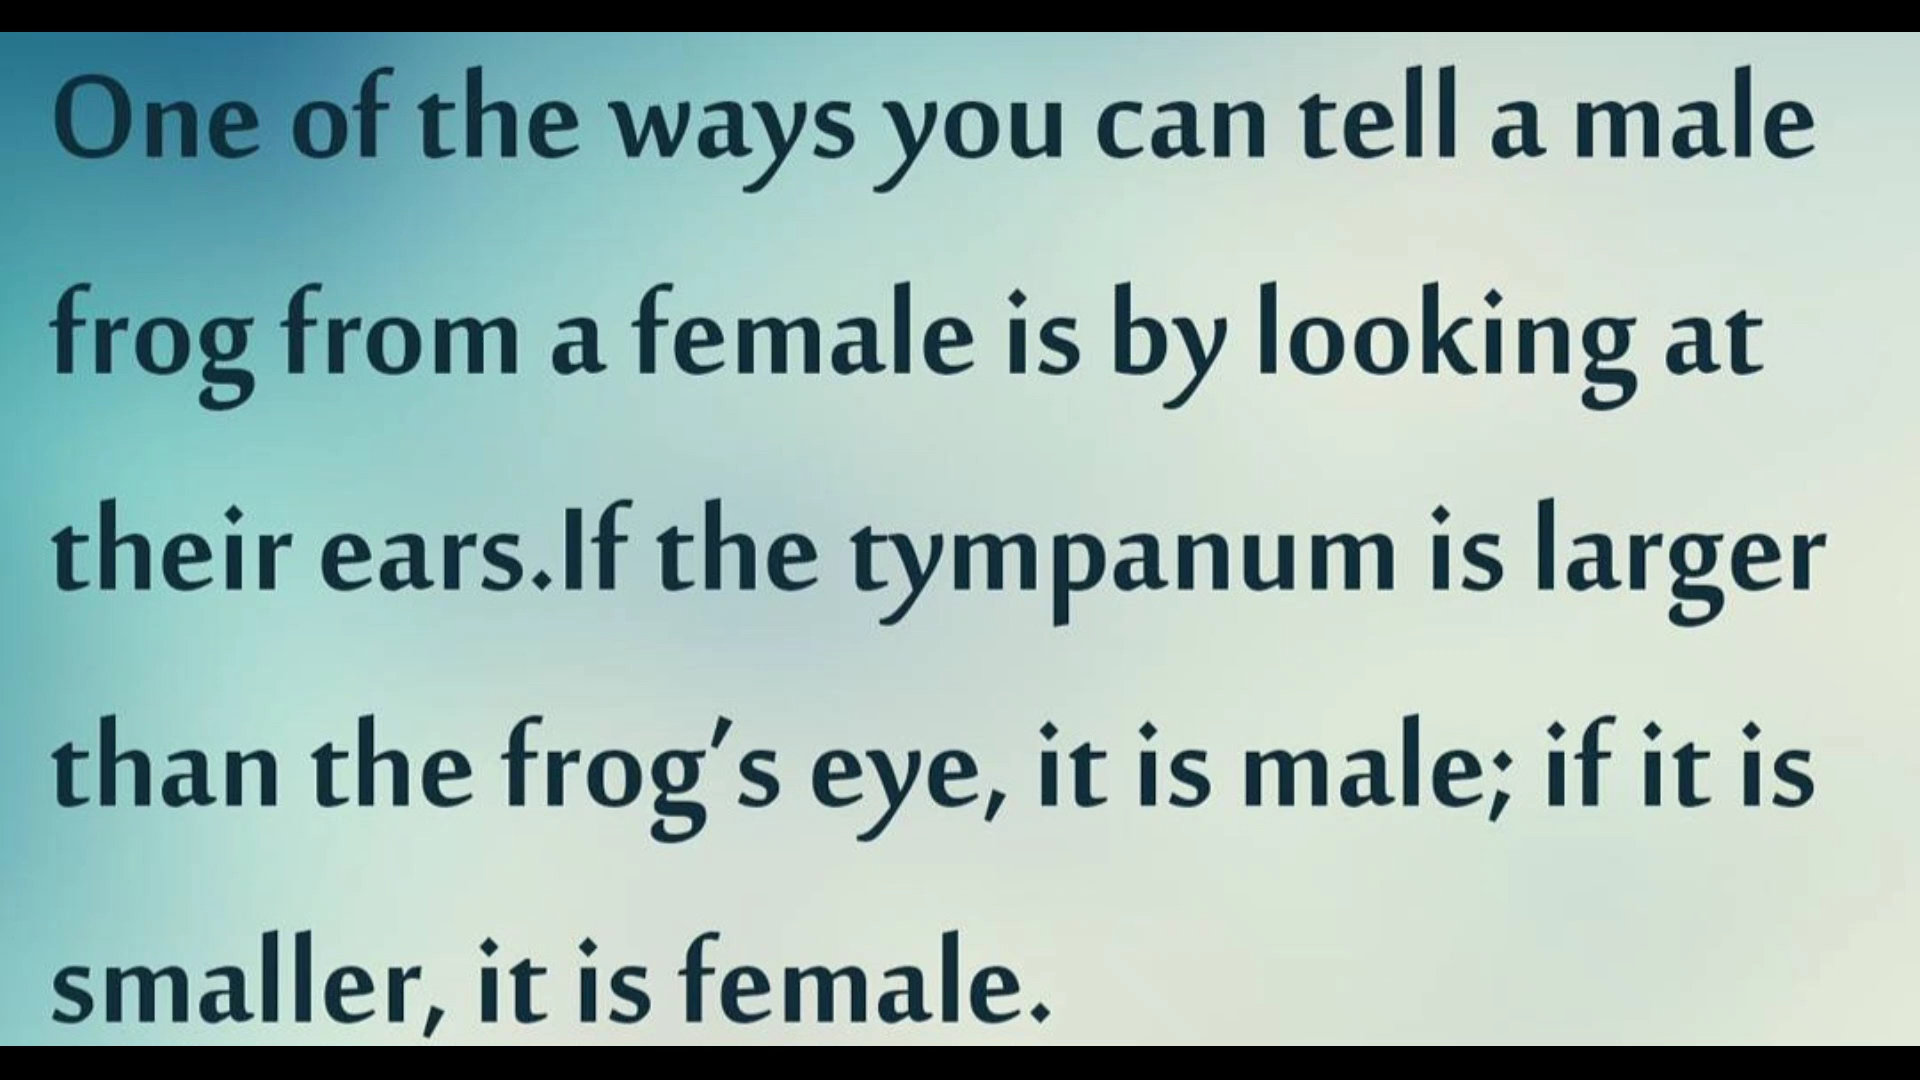 One of the ways you can tell a male
frog from a female is by looking at
their ears.If the tympanum is larger
than the frog's eye, it is male; if it is
smaller, it is female.